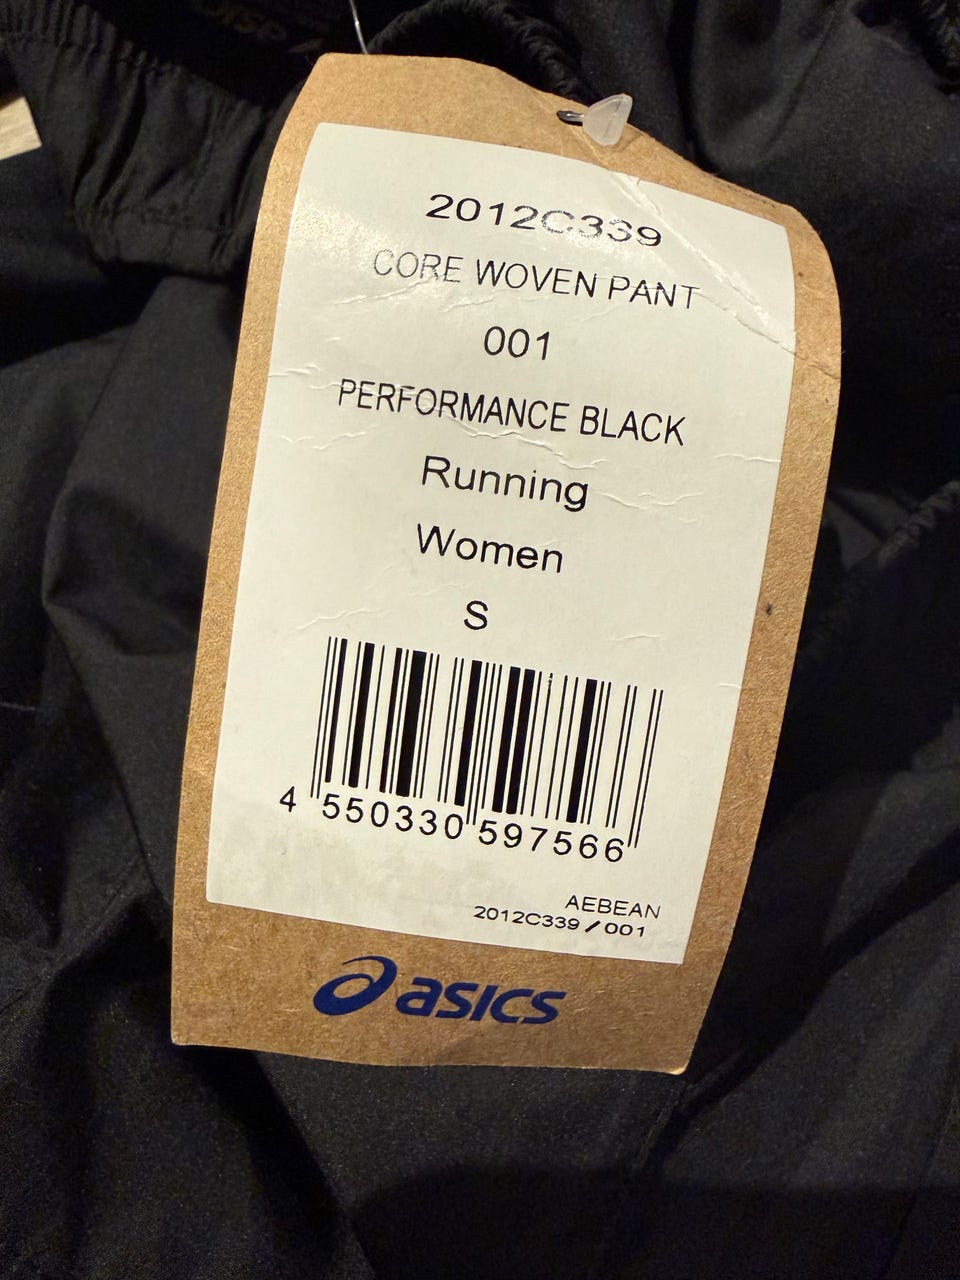 2012C339
CORE WOVEN PANT
001
PERFORMANCE BLACK
Running
Women
S
4 550330 597566
AEBEAN
2012C339/001
asics